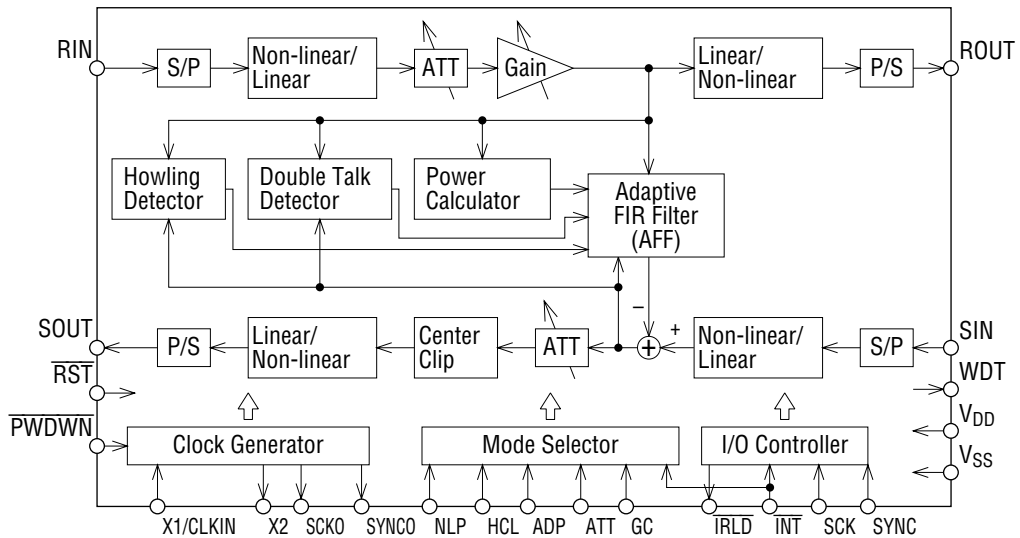 RIN
S/P
Non-linear/
Linear
ATT
Gain
Linear/
Non-linear
P/S
ROUT
Howling
Detector
Double Talk
Detector
Power
Calculator
Adaptive
FIR Filter
(AFF)
–
+
SOUT
P/S
Linear/
Non-linear
Center
Clip
ATT
+
Non-linear/
Linear
S/P
SIN
RST
WDT
PWDWN
VDD
VSS
Clock Generator
Mode Selector
I/O Controller
X1/CLKIN
X2
SCKO
SYNCO
NLP
HCL
ADP
ATT
GC
IRLD
INT
SCK
SYNC